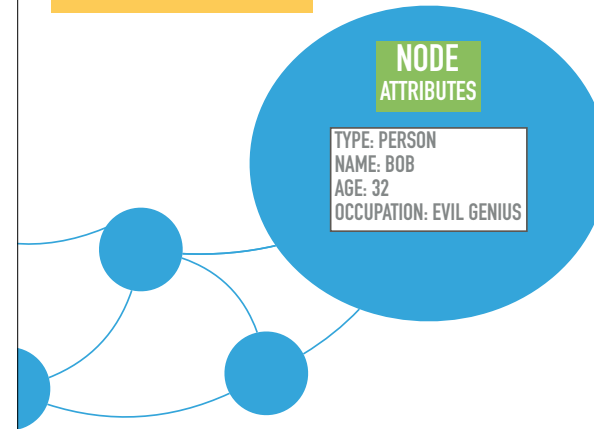 NODE
ATTRIBUTES
TYPE: PERSON
NAME: BOB
AGE: 32
OCCUPATION: EVIL GENIUS